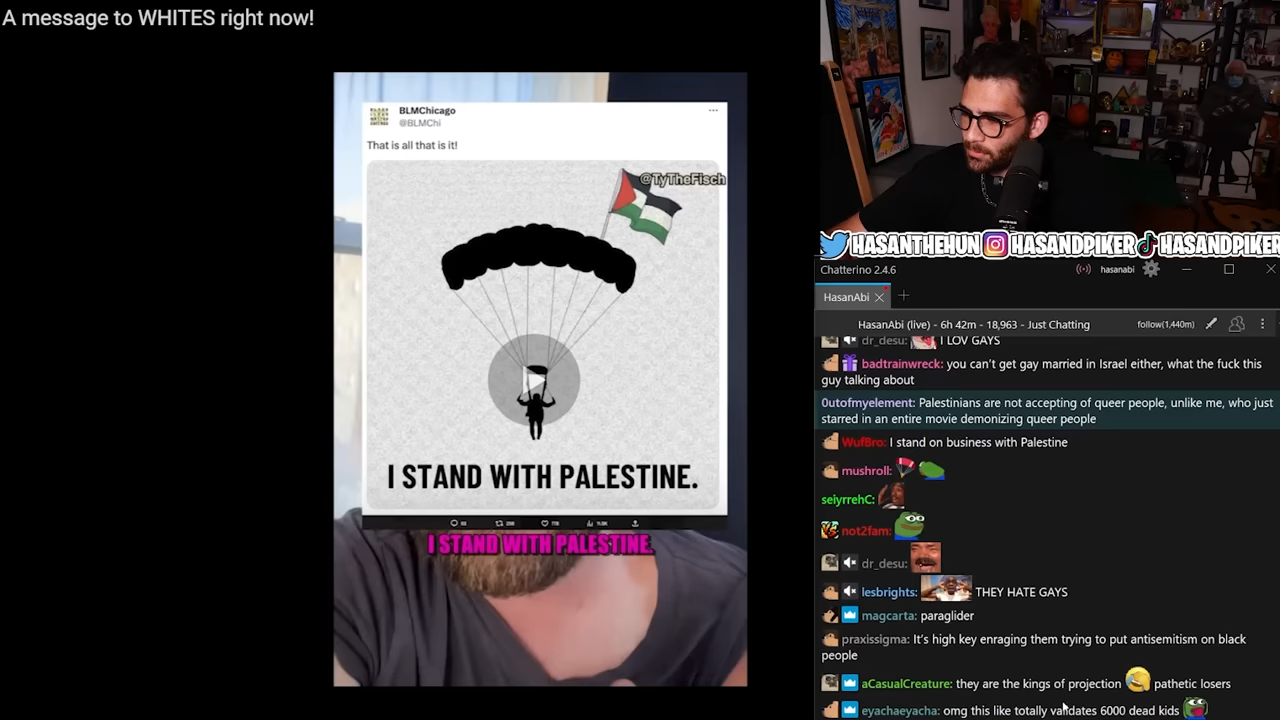 A message to WHITES right now!
BLMChicago
@BLMChi
That is all that is it!
@TyTheFisch
I STAND WITH PALESTINE.
I STAND WITH PALESTINE.
HASANTHEHUN HASANDPIKER HASANDPIKER
Chatterino 2.4.6
hasanabi
HasanAbi
HasanAbi (live) - 6h 42m - 18,963 - Just Chatting
follow(1,440m)
dr_desu: I LOV GAYS
badtrainwreck: you can't get gay married in Israel either, what the fuck this
guy talking about
0utofmyelement: Palestinians are not accepting of queer people, unlike me, who just
starred in an entire movie demonizing queer people
WufBro: I stand on business with Palestine
mushroll:
seiyrrehC:
not2fam:
dr_desu:
lesbrights: THEY HATE GAYS
magcarta: paraglider
praxissigma: It's high key enraging them trying to put antisemitism on black
people
aCasualCreature: they are the kings of projection pathetic losers
eyachaeyacha: omg this like totally validates 6000 dead kids